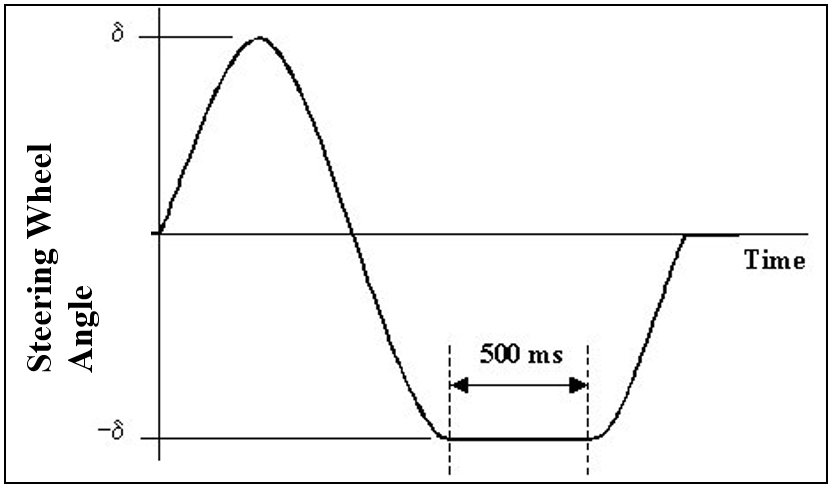 δ
Steering Wheel
Angle
Time
500 ms
−δ